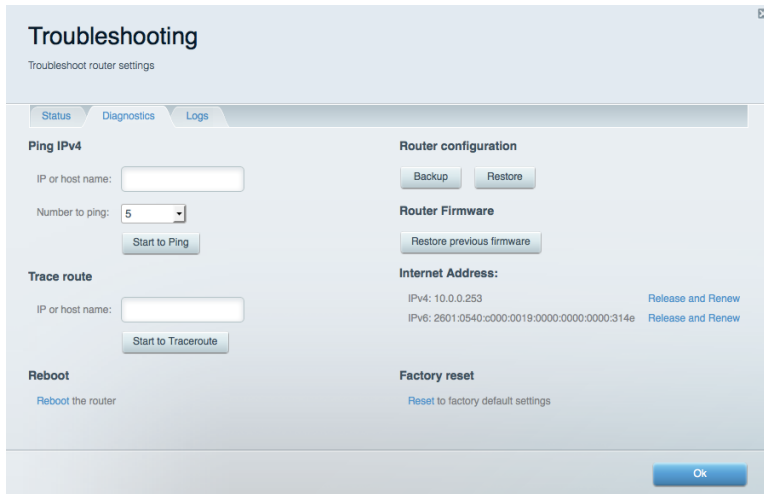 Troubleshooting
Troubleshoot router settings
Status Diagnostics Logs
Ping IPv4
IP or host name:
Number to ping: 5
Start to Ping
Trace route
IP or host name:
Start to Traceroute
Reboot
Reboot the router
Router configuration
Backup Restore
Router Firmware
Restore previous firmware
Internet Address:
IPv4: 10.0.0.253 Release and Renew
IPv6: 2601:0540:c000:0019:0000:0000:0000:314e Release and Renew
Factory reset
Reset to factory default settings
Ok